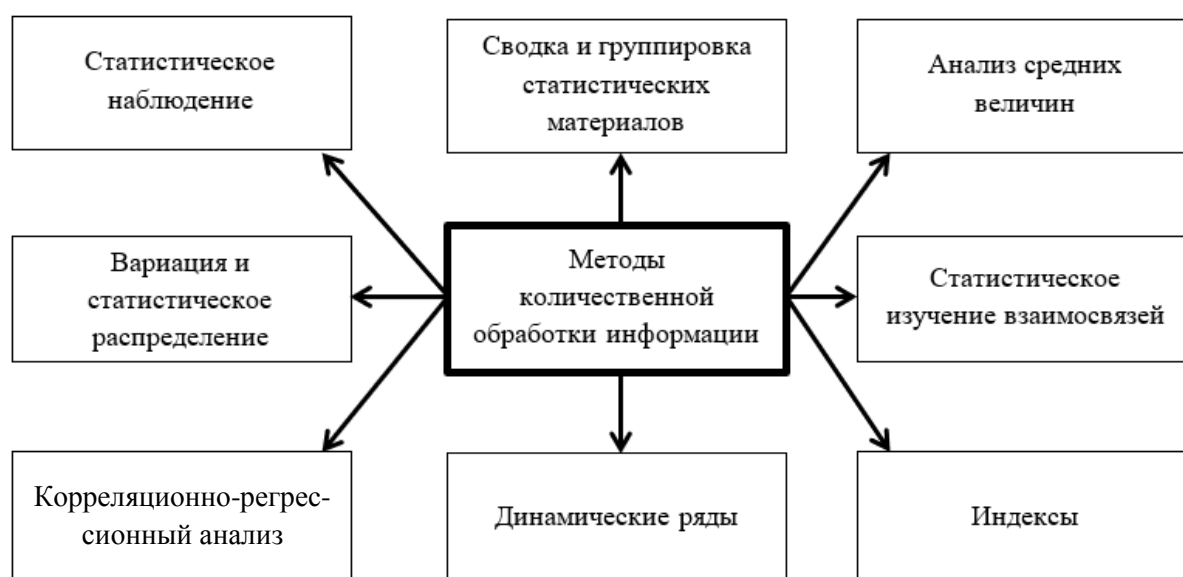 Статистическое
наблюдение
Сводка и группировка
статистических
материалов
Анализ средних
величин
Вариация и
статистическое
распределение
Методы
количественной
обработки информации
Статистическое
изучение взаимосвязей
Корреляционно-регрес-
сионный анализ
Динамические ряды
Индексы